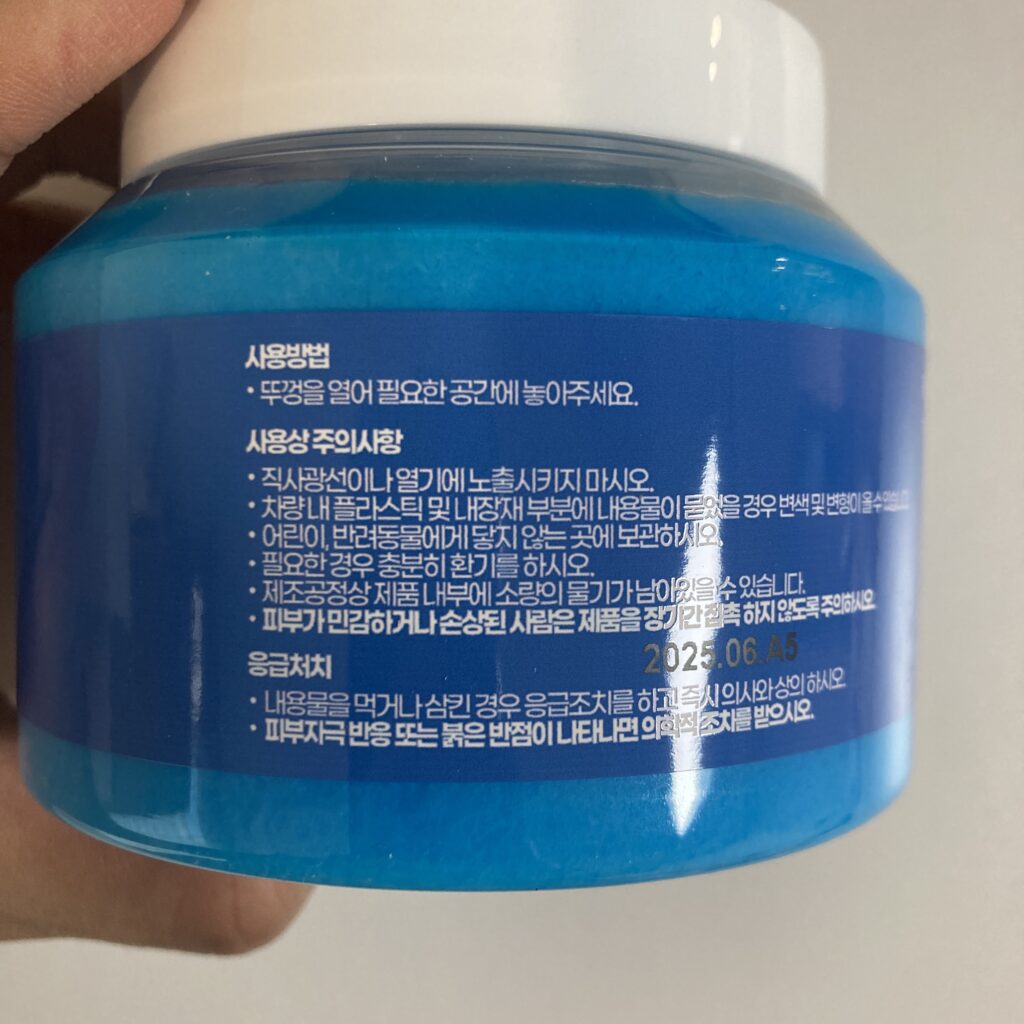 사용방법
• 뚜껑을 열어 필요한 공간에 놓아주세요.
사용상 주의사항
• 직사광선이나 열기에 노출시키지 마시오.
• 차량 내 플라스틱 및 내장재 부분에 내용물이 묻었을 경우 변색 및 변형이 올 수 있습니다
• 어린이, 반려동물에게 닿지 않는 곳에 보관하시오.
• 필요한 경우 충분히 환기를 하시오.
• 제조공정상 제품 내부에 소량의 물기가 남아있을 수 있습니다.
• 피부가 민감하거나 손상된 사람은 제품을 장기간 접촉 하지 않도록 주의하시오.
2025.06.A5
응급처치
• 내용물을 먹거나 삼킨 경우 응급조치를 하고 즉시 의사와 상의 하시오.
• 피부자극 반응 또는 붉은 반점이 나타나면 의학적 조치를 받으시오.